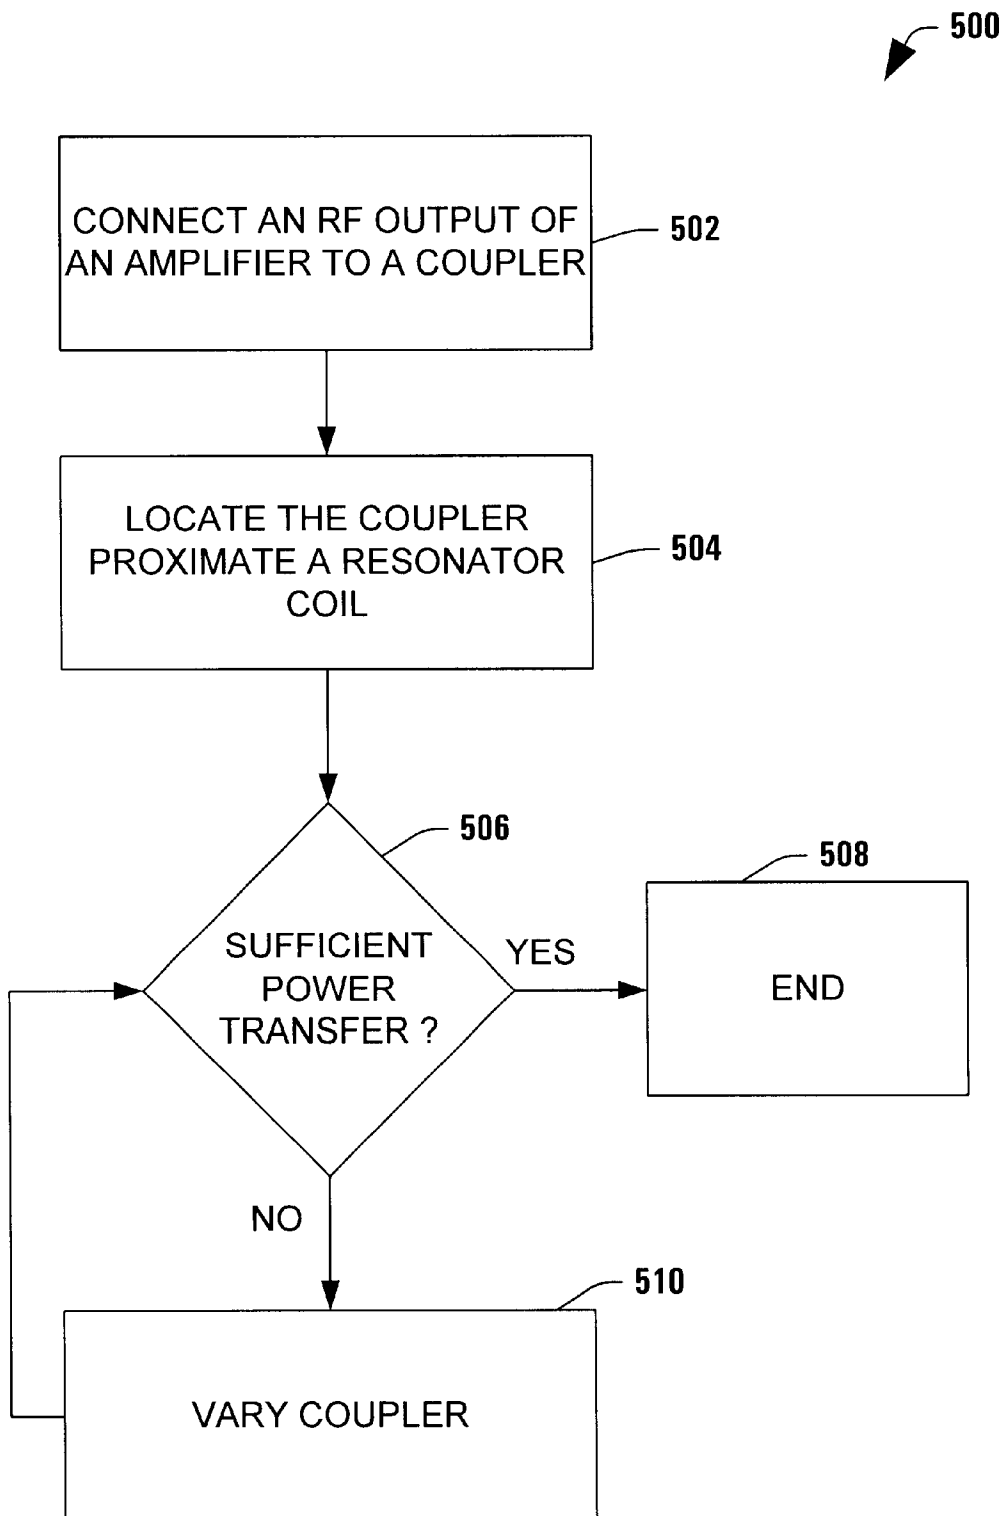 500
CONNECT AN RF OUTPUT OF
AN AMPLIFIER TO A COUPLER
502
LOCATE THE COUPLER
PROXIMATE A RESONATOR
COIL
504
506
SUFFICIENT
POWER
TRANSFER ?
YES
508
END
NO
510
VARY COUPLER